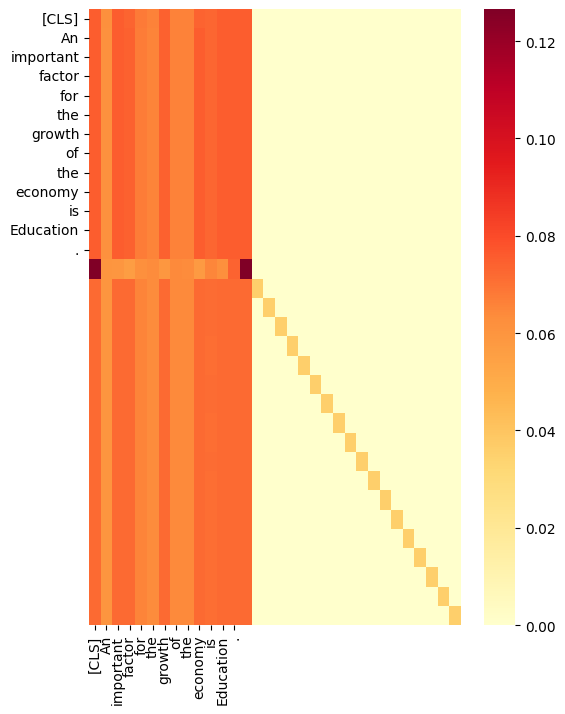 [CLS]
An
important
factor
for
the
growth
of
the
economy
is
Education
.
0.12
0.10
0.08
0.06
0.04
0.02
0.00
[CLS]
An
important
factor
for
the
growth
of
the
economy
is
Education
.